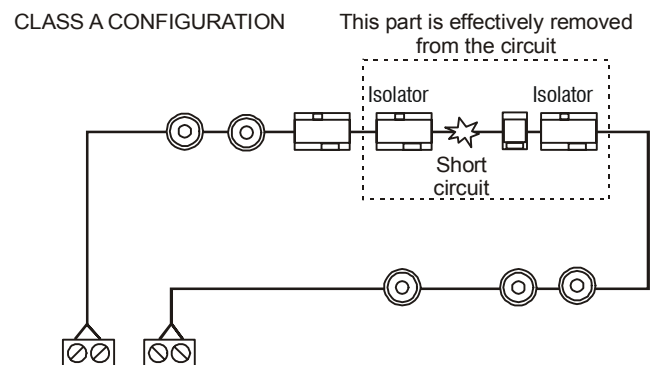 CLASS A CONFIGURATION
This part is effectively removed
from the circuit
Isolator
Isolator
Short
circuit